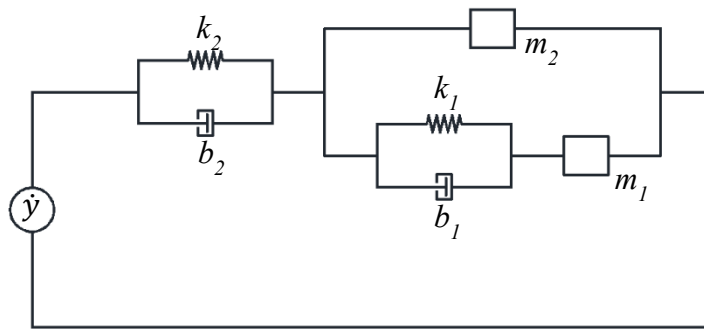 k₂
m₂
k₁
b₂
m₁
ẏ
b₁